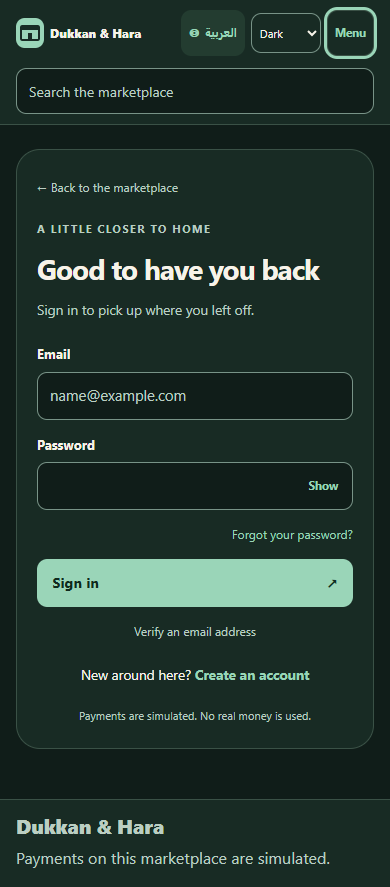 Dukkan & Hara
العربية
Dark
Menu
Search the marketplace
← Back to the marketplace
A LITTLE CLOSER TO HOME
Good to have you back
Sign in to pick up where you left off.
Email
name@example.com
Password
Show
Forgot your password?
Sign in ↗
Verify an email address
New around here? Create an account
Payments are simulated. No real money is used.
Dukkan & Hara
Payments on this marketplace are simulated.